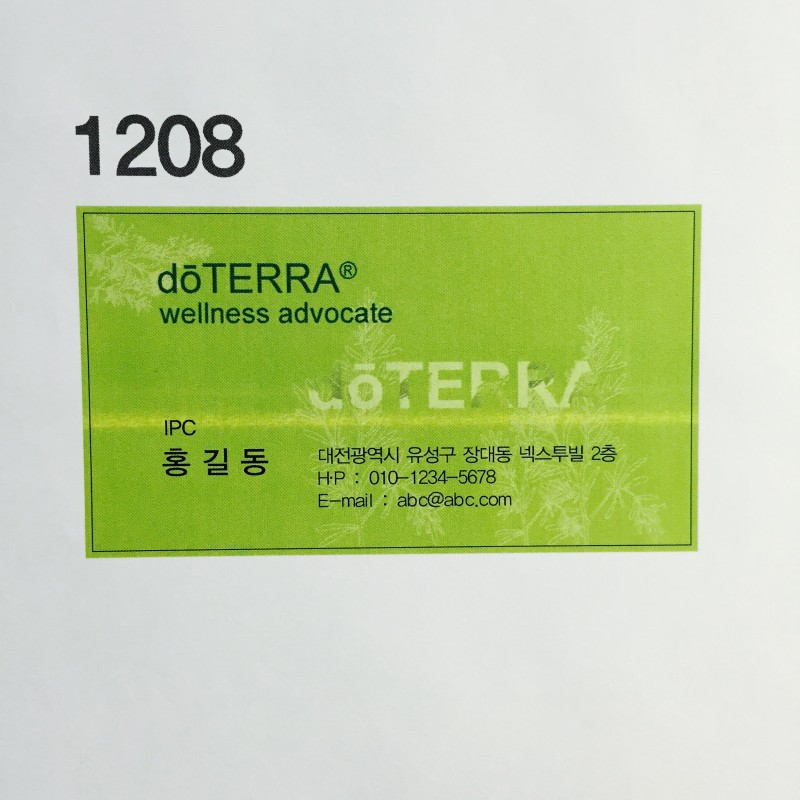 1208
dōTERRA®
wellness advocate
dōTERRA
IPC
홍 길 동
대전광역시 유성구 장대동 넥스투빌 2층
H·P : 010-1234-5678
E-mail : abc@abc.com